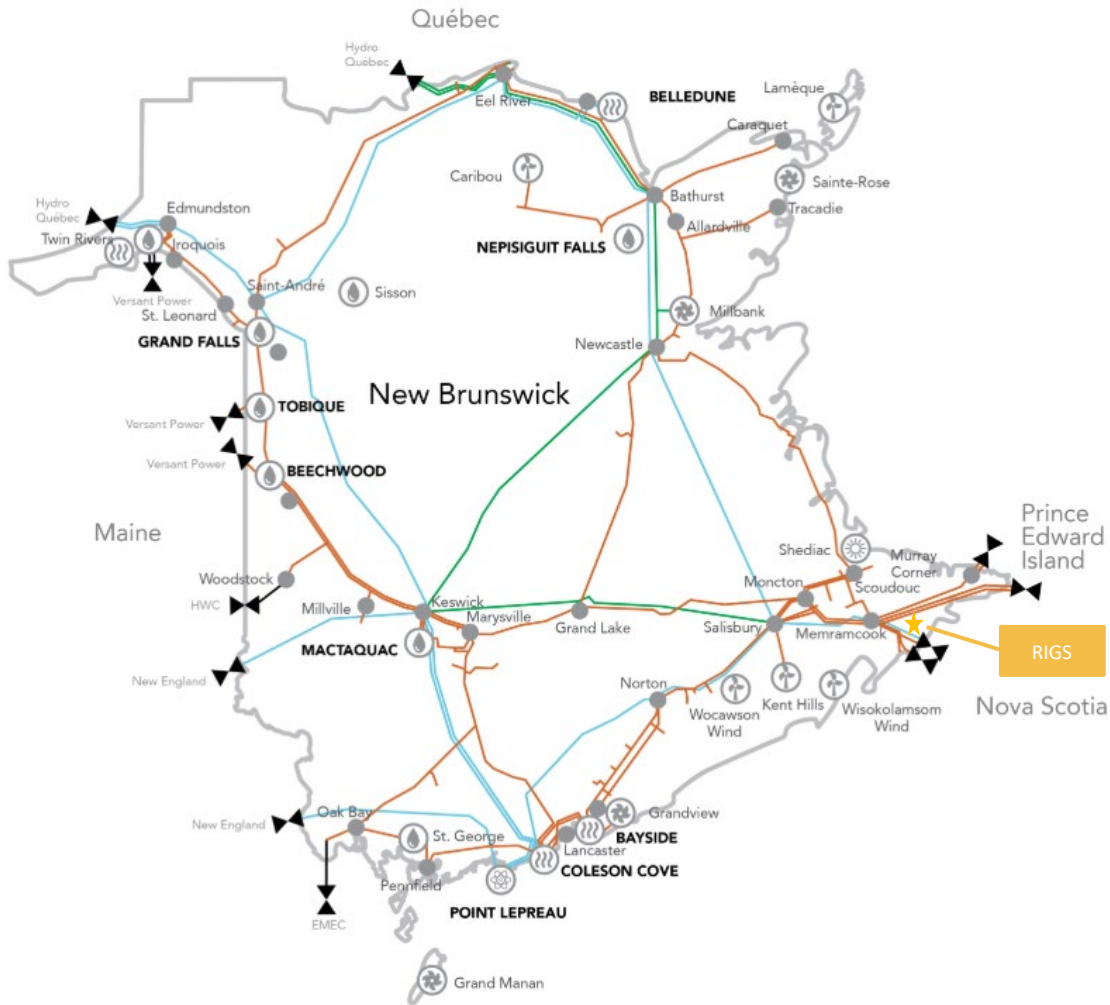 Québec
Hydro
Québec
Eel River
BELLEDUNE
Lamèque
Caraquet
Caribou
Sainte-Rose
Bathurst
Tracadie
Allardville
NEPISIGUIT FALLS
Hydro
Québec
Edmundston
Twin Rivers
Iroquois
Saint-André
Sisson
Versant Power
St. Leonard
GRAND FALLS
Millbank
Newcastle
New Brunswick
TOBIQUE
Versant Power
Versant Power
BEECHWOOD
Maine
Prince
Edward
Island
Shediac
Murray
Corner
Scoudouc
Moncton
Woodstock
HWC
Millville
Keswick
Marysville
Grand Lake
Salisbury
Memramcook
MACTAQUAC
RIGS
New England
Norton
Wocawson
Wind
Kent Hills
Wisokolamsom
Wind
Nova Scotia
New England
Oak Bay
St. George
Grandview
BAYSIDE
Lancaster
COLESON COVE
Pennfield
POINT LEPREAU
EMEC
Grand Manan